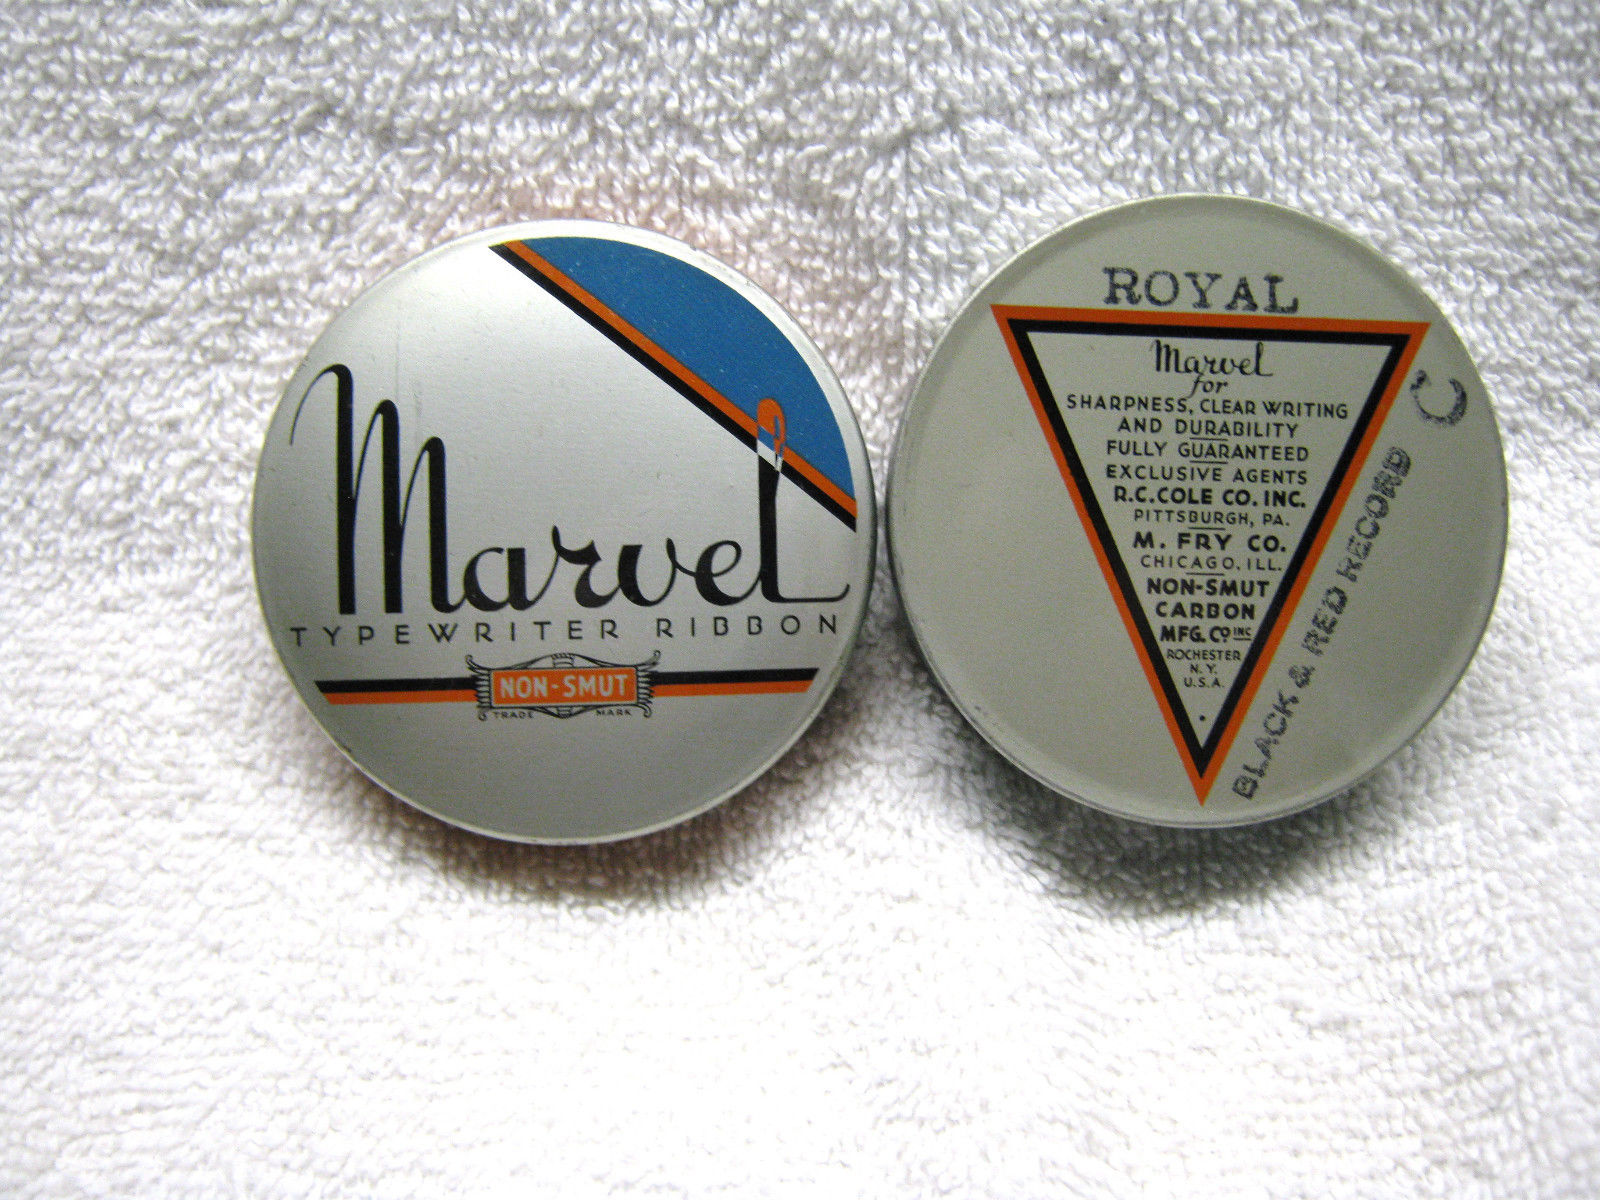 Marvel
TYPEWRITER RIBBON
NON-SMUT
TRADE MARK
ROYAL
Marvel
for
SHARPNESS, CLEAR WRITING
AND DURABILITY
FULLY GUARANTEED
EXCLUSIVE AGENTS
R.C. COLE CO. INC.
PITTSBURGH, PA.
M. FRY CO.
CHICAGO. ILL.
NON-SMUT
CARBON
MFG. CO INC
ROCHESTER
N. Y.
U.S.A.
BLACK & RED RECORD
C